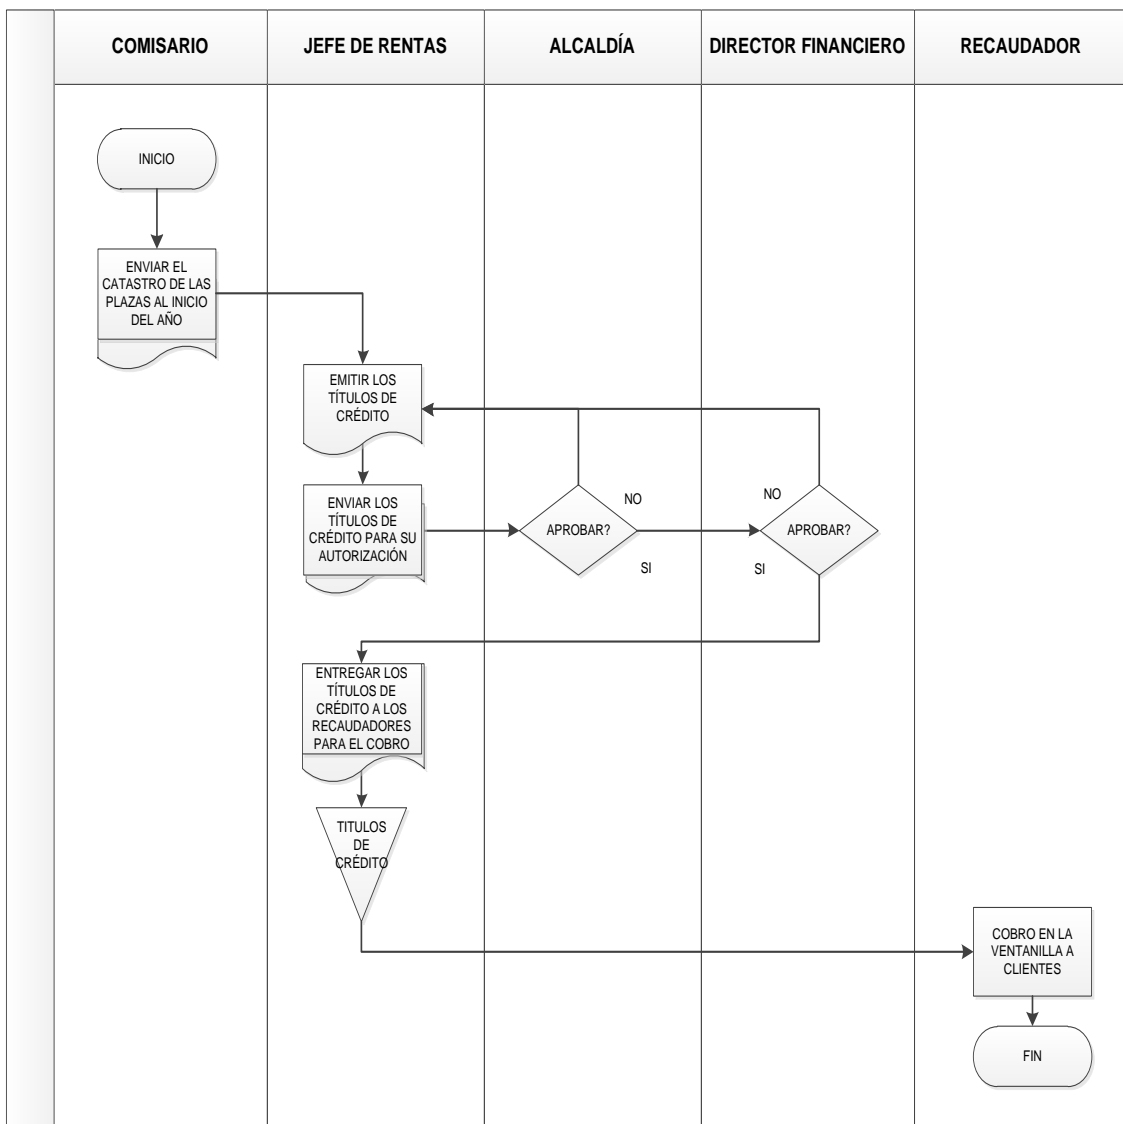 COMISARIO
JEFE DE RENTAS
ALCALDÍA
DIRECTOR FINANCIERO
RECAUDADOR
INICIO
ENVIAR EL
CATASTRO DE LAS
PLAZAS AL INICIO
DEL AÑO
EMITIR LOS
TÍTULOS DE
CRÉDITO
ENVIAR LOS
TÍTULOS DE
CRÉDITO PARA SU
AUTORIZACIÓN
APROBAR?
NO
SI
APROBAR?
NO
SI
ENTREGAR LOS
TÍTULOS DE
CRÉDITO A LOS
RECAUDADORES
PARA EL COBRO
TITULOS
DE
CRÉDITO
COBRO EN LA
VENTANILLA A
CLIENTES
FIN